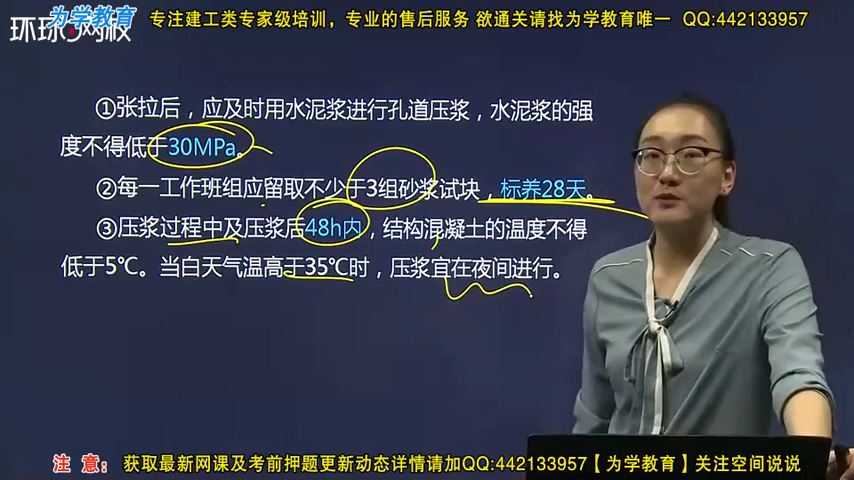 为学教育 专注建工类专家级培训，专业的售后服务 欲通关请找为学教育唯一 QQ:442133957
环球网校
①张拉后，应及时用水泥浆进行孔道压浆，水泥浆的强
度不得低于30MPa。
②每一工作班组应留取不少于3组砂浆试块，标养28天。
③压浆过程中及压浆后48h内，结构混凝土的温度不得
低于5℃。当白天气温高于35℃时，压浆宜在夜间进行。
注 意： 获取最新网课及考前押题更新动态详情请加QQ:442133957【为学教育】关注空间说说